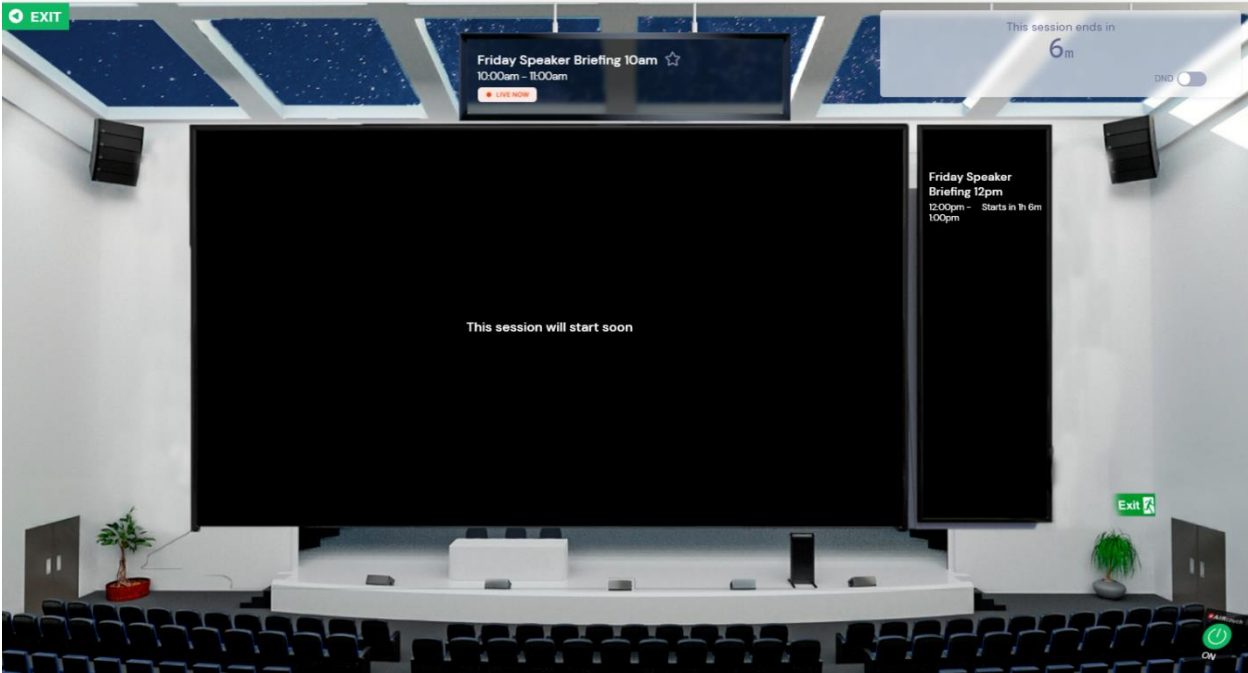 EXIT
Friday Speaker Briefing 10am
10:00am - 11:00am
LIVE NOW
This session ends in
6m
DND
This session will start soon
Friday Speaker
Briefing 12pm
12:00pm - Starts in 1h 6m
1:00pm
Exit
ON